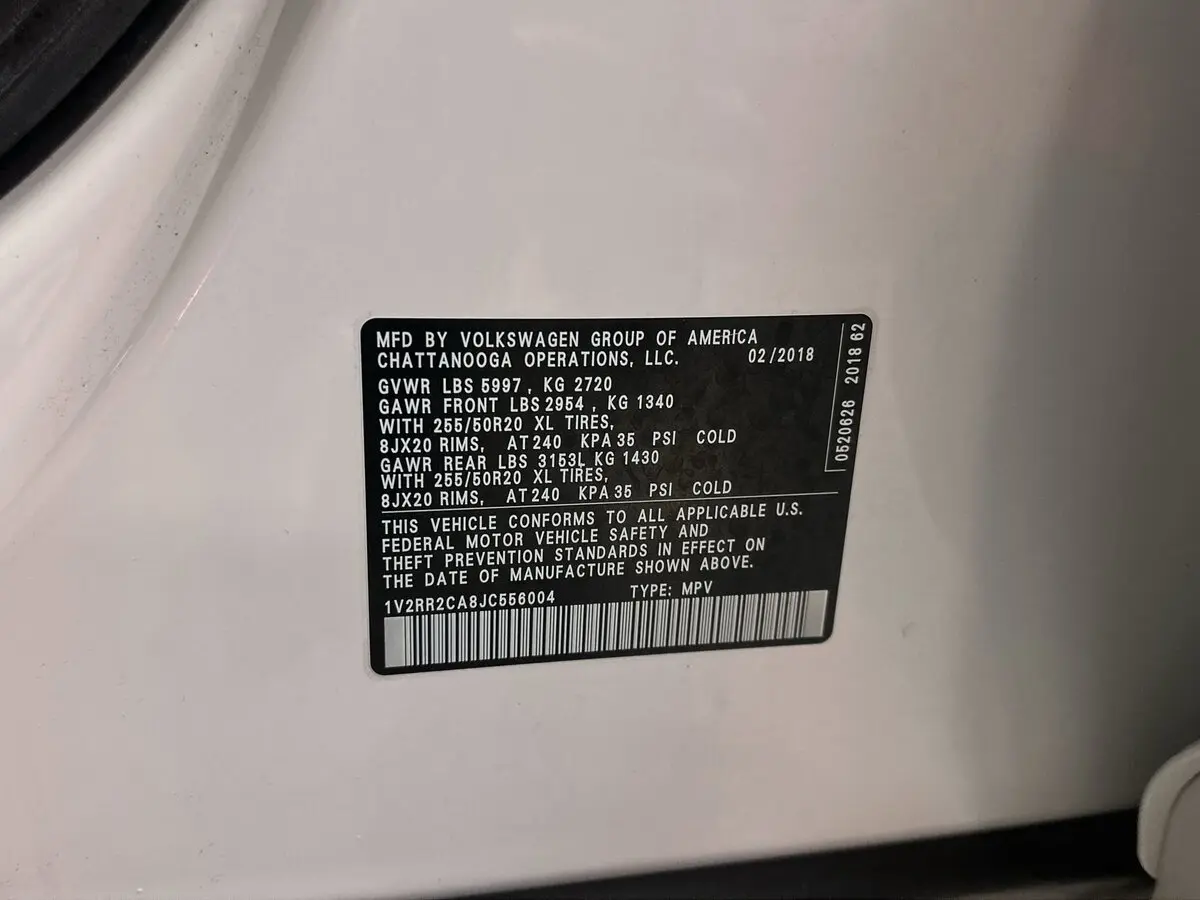 MFD BY VOLKSWAGEN GROUP OF AMERICA
CHATTANOOGA OPERATIONS, LLC. 02/2018
GVWR LBS 5997, KG 2720
GAWR FRONT LBS 2954, KG 1340
WITH 255/50R20 XL TIRES,
8JX20 RIMS, AT 240 KPA 35 PSI COLD
GAWR REAR LBS 3153, KG 1430
WITH 255/50R20 XL TIRES,
8JX20 RIMS, AT 240 KPA 35 PSI COLD
THIS VEHICLE CONFORMS TO ALL APPLICABLE U.S.
FEDERAL MOTOR VEHICLE SAFETY AND
THEFT PREVENTION STANDARDS IN EFFECT ON
THE DATE OF MANUFACTURE SHOWN ABOVE.
1V2RR2CA8JC556004 TYPE: MPV
0520626 2018 62